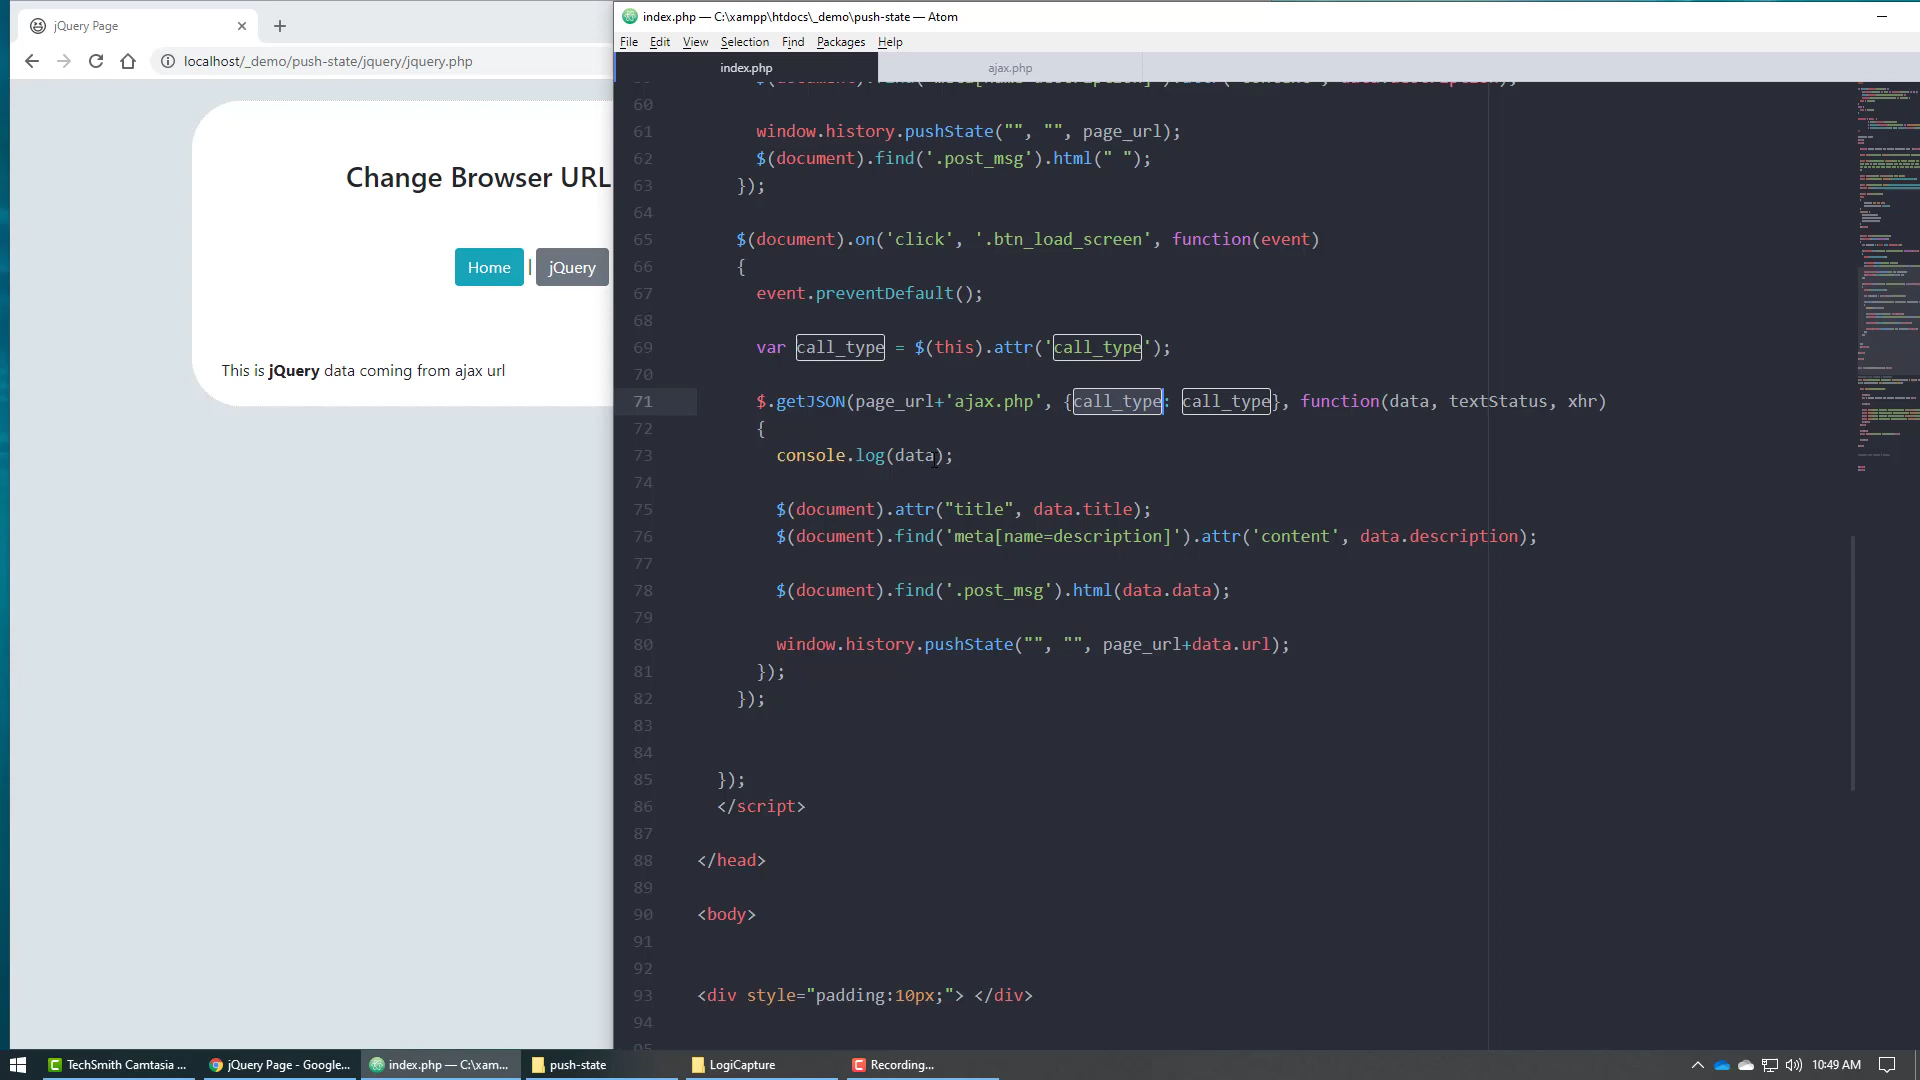 jQuery Page
localhost/_demo/push-state/jquery/jquery.php
Change Browser URL
Home | jQuery
This is jQuery data coming from ajax url
index.php — C:\xampp\htdocs\_demo\push-state — Atom
File Edit View Selection Find Packages Help
index.php ajax.php
60
61 window.history.pushState("", "", page_url);
62 $(document).find('.post_msg').html(" ");
63 });
64
65 $(document).on('click', '.btn_load_screen', function(event)
66 {
67 event.preventDefault();
68
69 var call_type = $(this).attr('call_type');
70
71 $.getJSON(page_url+'ajax.php', {call_type: call_type}, function(data, textStatus, xhr)
72 {
73 console.log(data);
74
75 $(document).attr("title", data.title);
76 $(document).find('meta[name=description]').attr('content', data.description);
77
78 $(document).find('.post_msg').html(data.data);
79
80 window.history.pushState("", "", page_url+data.url);
81 });
82 });
83
84
85 });
86 </script>
87
88 </head>
89
90 <body>
91
92
93 <div style="padding:10px;"> </div>
94
TechSmith Camtasia ... jQuery Page - Google... index.php — C:\xam... push-state LogiCapture Recording... 10:49 AM